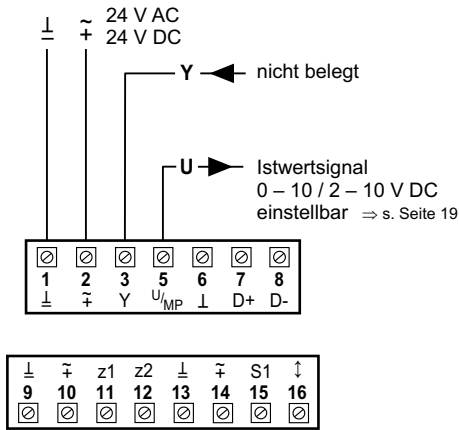 ⊥ ~ 24 V AC
– + 24 V DC
Y nicht belegt
U Istwertsignal
0 – 10 / 2 – 10 V DC
einstellbar ⇒ s. Seite 19
1 2 3 5 6 7 8
⊥ ~+ Y U/MP ⊥ D+ D-
⊥ ~+ z1 z2 ⊥ ~+ S1 ↕
9 10 11 12 13 14 15 16